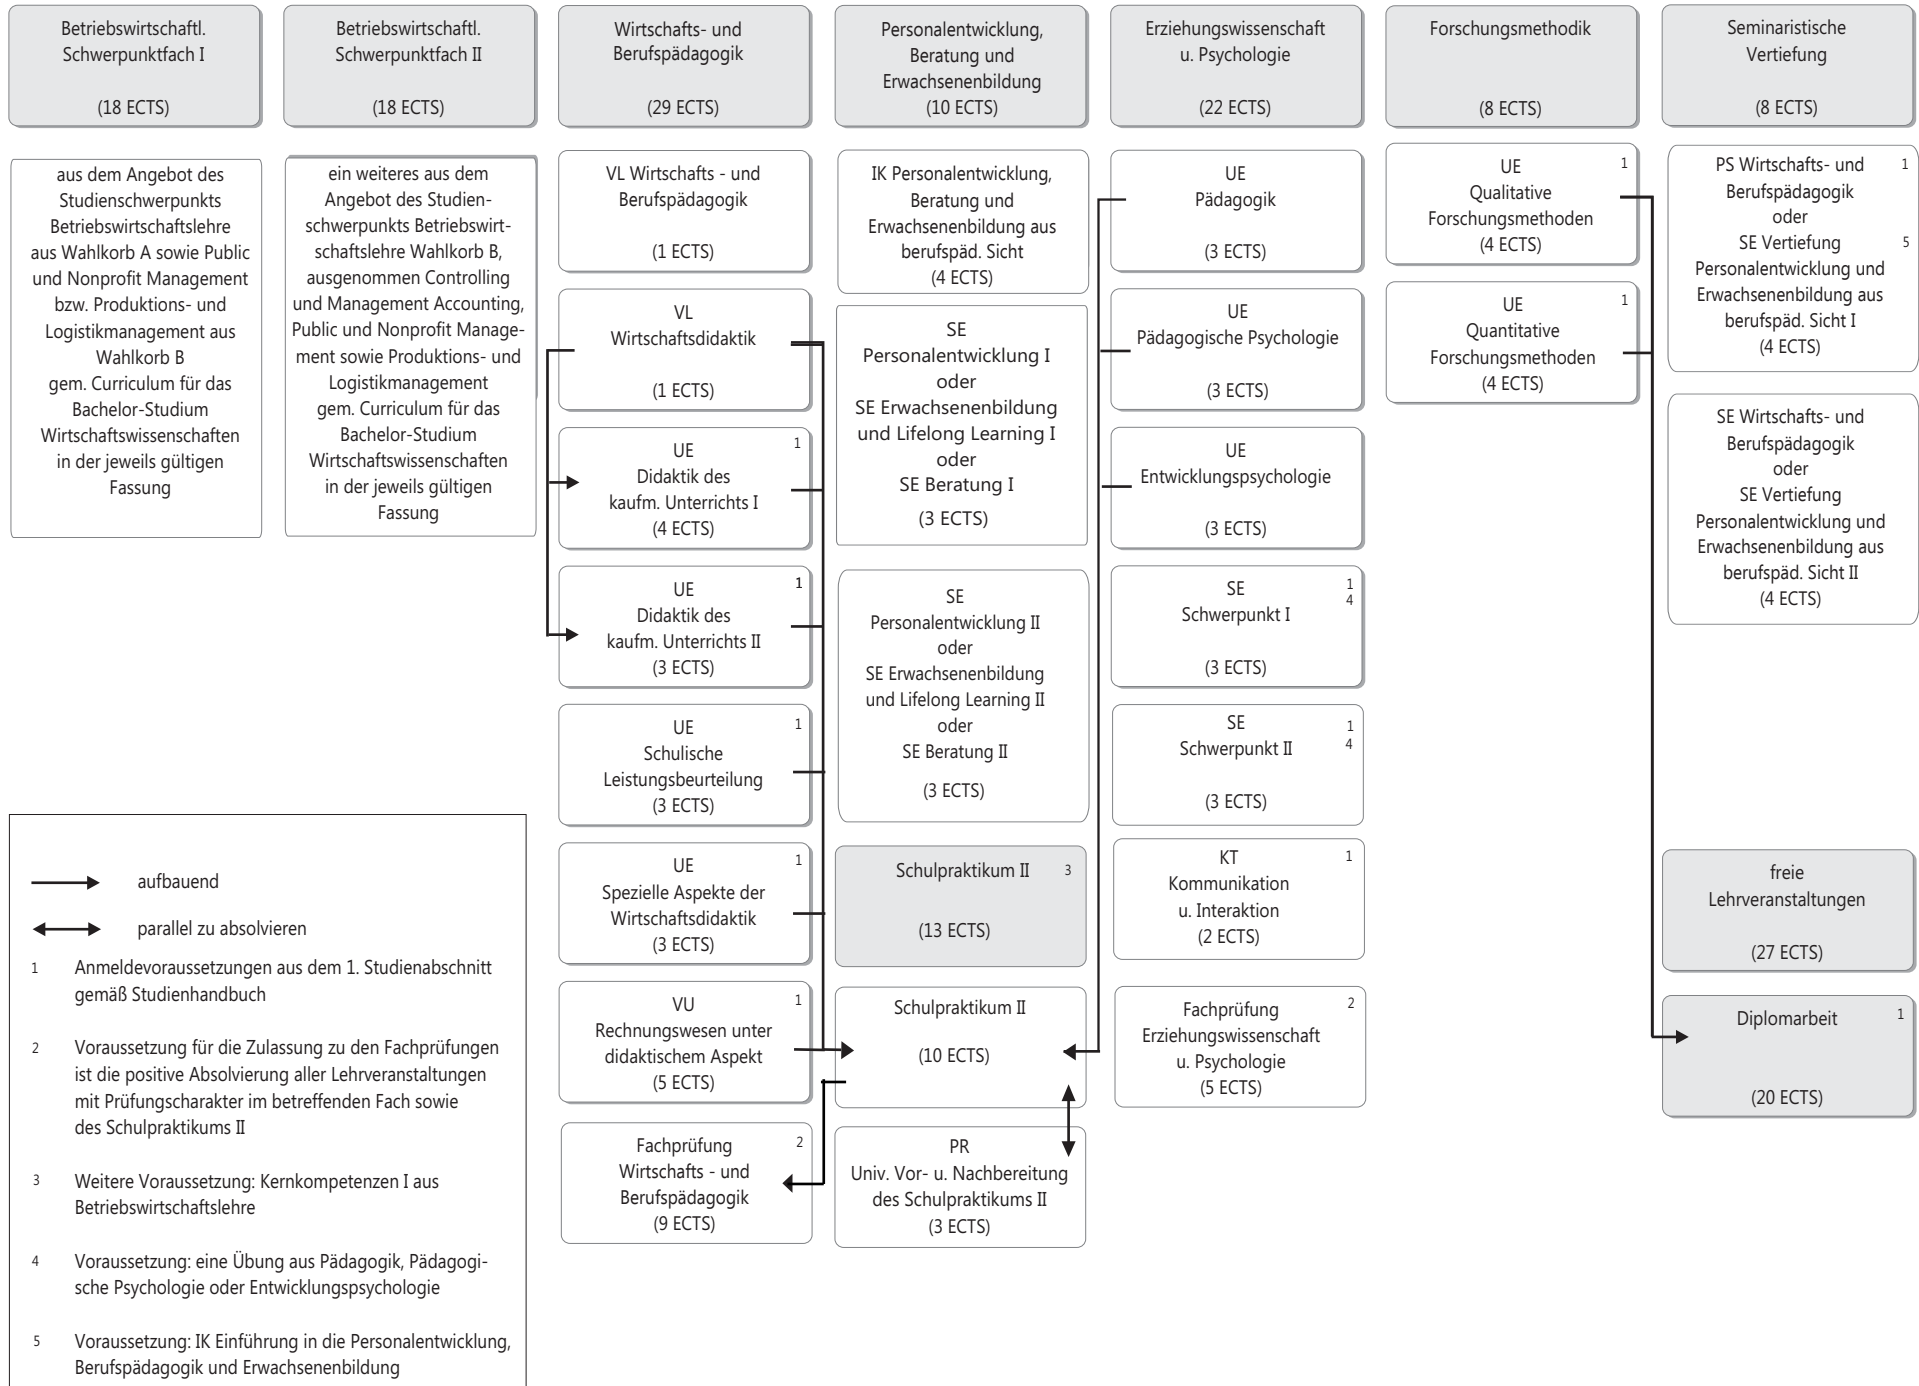 Betriebswirtschaftl.
Schwerpunktfach I
(18 ECTS)
aus dem Angebot des
Studienschwerpunkts
Betriebswirtschaftslehre
aus Wahlkorb A sowie Public
und Nonprofit Management
bzw. Produktions- und
Logistikmanagement aus
Wahlkorb B
gem. Curriculum für das
Bachelor-Studium
Wirtschaftswissenschaften
in der jeweils gültigen
Fassung
Betriebswirtschaftl.
Schwerpunktfach II
(18 ECTS)
ein weiteres aus dem
Angebot des Studien-
schwerpunkts Betriebswirt-
schaftslehre Wahlkorb B,
ausgenommen Controlling
und Management Accounting,
Public und Nonprofit Manage-
ment sowie Produktions- und
Logistikmanagement
gem. Curriculum für das
Bachelor-Studium
Wirtschaftswissenschaften
in der jeweils gültigen
Fassung
Wirtschafts- und
Berufspädagogik
(29 ECTS)
VL Wirtschafts - und
Berufspädagogik
(1 ECTS)
VL
Wirtschaftsdidaktik
(1 ECTS)
UE 1
Didaktik des
kaufm. Unterrichts I
(4 ECTS)
UE 1
Didaktik des
kaufm. Unterrichts II
(3 ECTS)
UE 1
Schulische
Leistungsbeurteilung
(3 ECTS)
UE 1
Spezielle Aspekte der
Wirtschaftsdidaktik
(3 ECTS)
VU 1
Rechnungswesen unter
didaktischem Aspekt
(5 ECTS)
Fachprüfung 2
Wirtschafts - und
Berufspädagogik
(9 ECTS)
Personalentwicklung,
Beratung und
Erwachsenenbildung
(10 ECTS)
IK Personalentwicklung,
Beratung und
Erwachsenenbildung aus
berufspäd. Sicht
(4 ECTS)
SE
Personalentwicklung I
oder
SE Erwachsenenbildung
und Lifelong Learning I
oder
SE Beratung I
(3 ECTS)
SE
Personalentwicklung II
oder
SE Erwachsenenbildung
und Lifelong Learning II
oder
SE Beratung II
(3 ECTS)
Schulpraktikum II 3
(13 ECTS)
Schulpraktikum II
(10 ECTS)
PR
Univ. Vor- u. Nachbereitung
des Schulpraktikums II
(3 ECTS)
Erziehungswissenschaft
u. Psychologie
(22 ECTS)
UE
Pädagogik
(3 ECTS)
UE
Pädagogische Psychologie
(3 ECTS)
UE
Entwicklungspsychologie
(3 ECTS)
SE 1
Schwerpunkt I 4
(3 ECTS)
SE 1
Schwerpunkt II 4
(3 ECTS)
KT 1
Kommunikation
u. Interaktion
(2 ECTS)
Fachprüfung 2
Erziehungswissenschaft
u. Psychologie
(5 ECTS)
Forschungsmethodik
(8 ECTS)
UE 1
Qualitative
Forschungsmethoden
(4 ECTS)
UE 1
Quantitative
Forschungsmethoden
(4 ECTS)
Seminaristische
Vertiefung
(8 ECTS)
PS Wirtschafts- und 1
Berufspädagogik
oder
SE Vertiefung 5
Personalentwicklung und
Erwachsenenbildung aus
berufspäd. Sicht I
(4 ECTS)
SE Wirtschafts- und
Berufspädagogik
oder
SE Vertiefung
Personalentwicklung und
Erwachsenenbildung aus
berufspäd. Sicht II
(4 ECTS)
freie
Lehrveranstaltungen
(27 ECTS)
Diplomarbeit 1
(20 ECTS)
aufbauend
parallel zu absolvieren
1 Anmeldevoraussetzungen aus dem 1. Studienabschnitt
gemäß Studienhandbuch
2 Voraussetzung für die Zulassung zu den Fachprüfungen
ist die positive Absolvierung aller Lehrveranstaltungen
mit Prüfungscharakter im betreffenden Fach sowie
des Schulpraktikums II
3 Weitere Voraussetzung: Kernkompetenzen I aus
Betriebswirtschaftslehre
4 Voraussetzung: eine Übung aus Pädagogik, Pädagogi-
sche Psychologie oder Entwicklungspsychologie
5 Voraussetzung: IK Einführung in die Personalentwicklung,
Berufspädagogik und Erwachsenenbildung